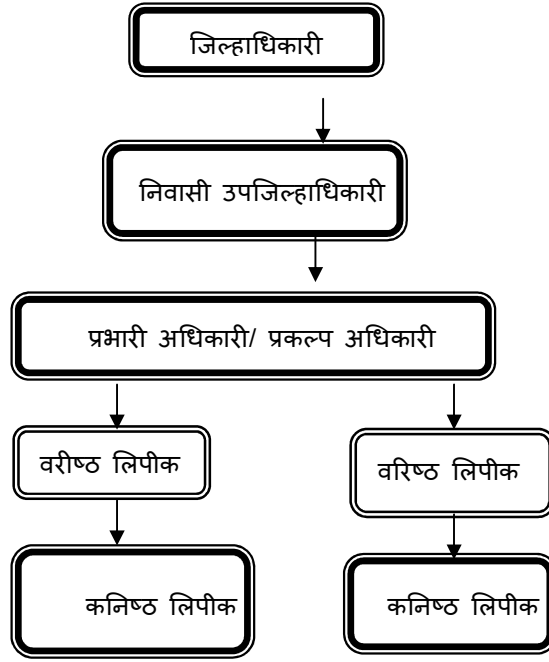 जिल्हाधिकारी
निवासी उपजिल्हाधिकारी
प्रभारी अधिकारी/ प्रकल्प अधिकारी
वरीष्ठ लिपीक
वरिष्ठ लिपीक
कनिष्ठ लिपीक
कनिष्ठ लिपीक